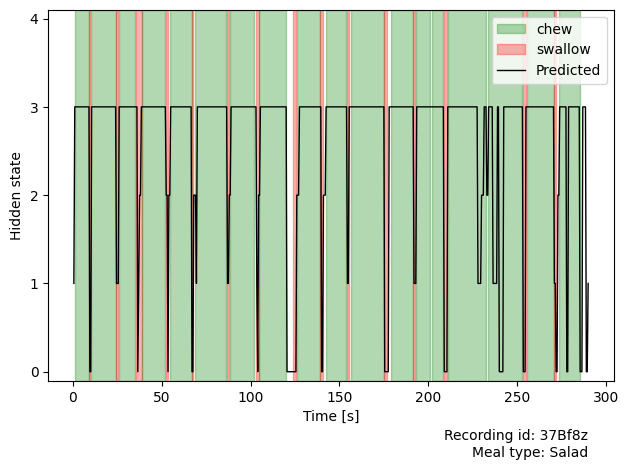 chew
swallow
Predicted
4
3
2
1
0
Hidden state
0
50
100
150
200
250
300
Time [s]
Recording id: 37Bf8z
Meal type: Salad